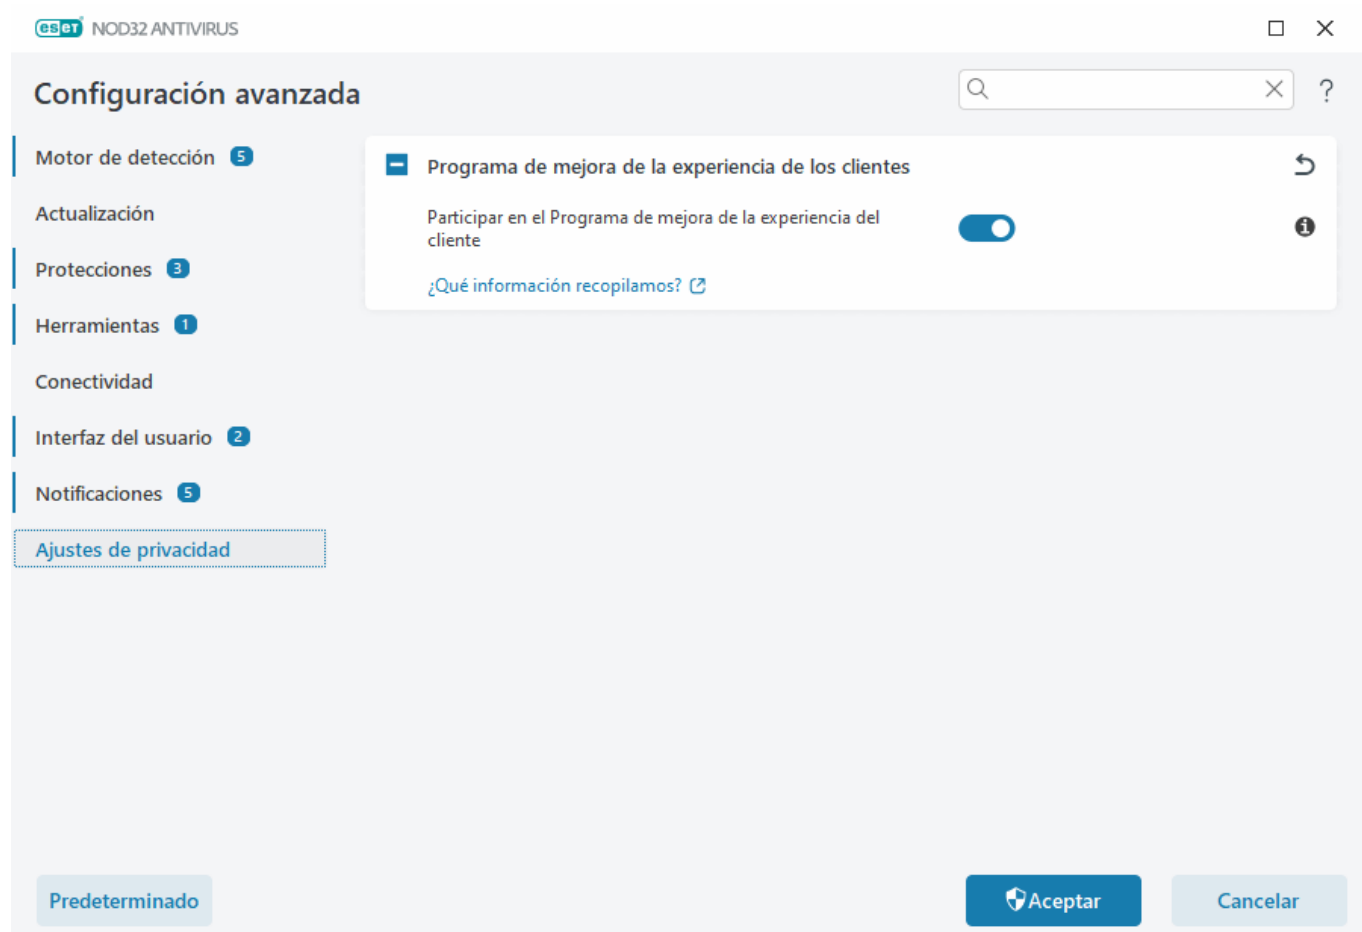 eset NOD32 ANTIVIRUS
Configuración avanzada
?
Motor de detección 5
Actualización
Protecciones 3
Herramientas 1
Conectividad
Interfaz del usuario 2
Notificaciones 5
Ajustes de privacidad
Programa de mejora de la experiencia de los clientes
Participar en el Programa de mejora de la experiencia del
cliente
¿Qué información recopilamos?
Predeterminado
Aceptar
Cancelar